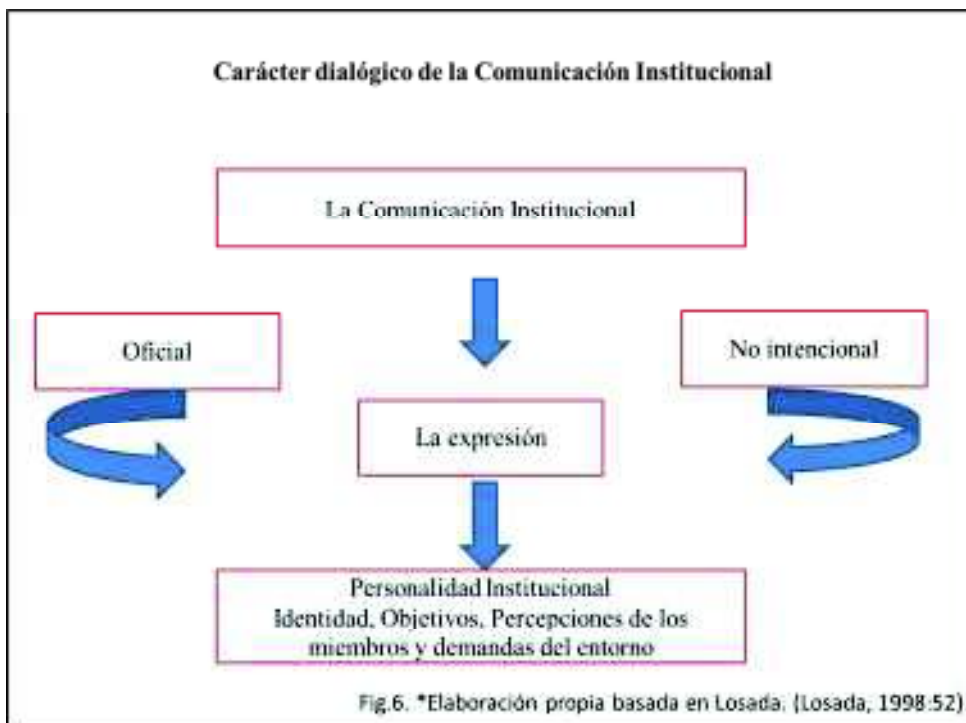 Carácter dialógico de la Comunicación Institucional
La Comunicación Institucional
Oficial
No intencional
La expresión
Personalidad Institucional
Identidad, Objetivos, Percepciones de los
miembros y demandas del entorno
Fig.6. *Elaboración propia basada en Losada. (Losada, 1998:52)